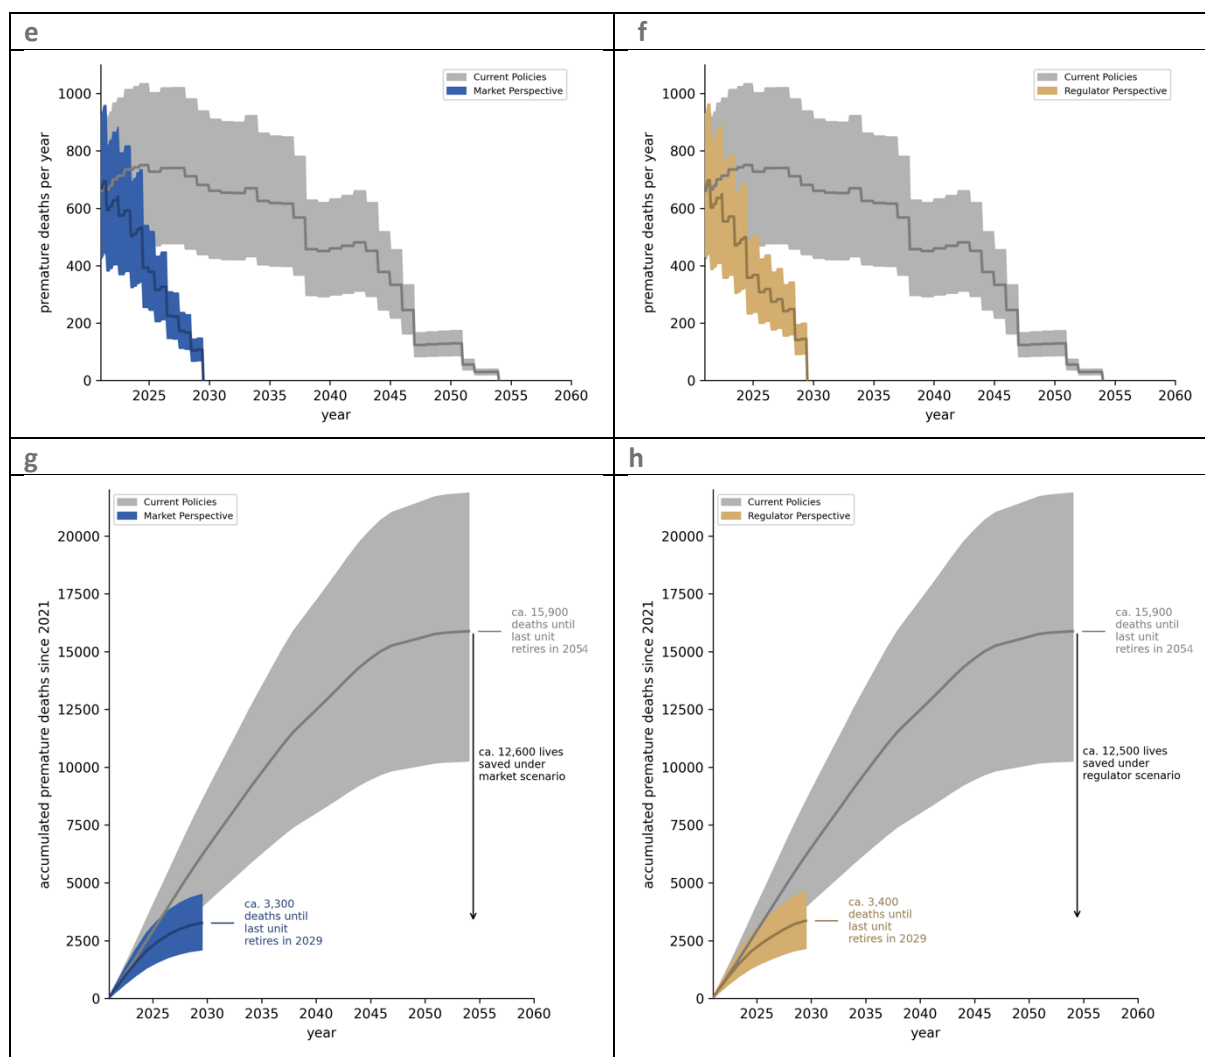 e
f
Current Policies
Market Perspective
premature deaths per year
1000
800
600
400
200
0
2025 2030 2035 2040 2045 2050 2055 2060
year
Current Policies
Regulator Perspective
premature deaths per year
1000
800
600
400
200
0
2025 2030 2035 2040 2045 2050 2055 2060
year
g
h
Current Policies
Market Perspective
accumulated premature deaths since 2021
20000
17500
15000
12500
10000
7500
5000
2500
0
ca. 15,900
deaths until
last unit
retires in 2054
ca. 12,600 lives
saved under
market scenario
ca. 3,300
deaths until
last unit
retires in 2029
2025 2030 2035 2040 2045 2050 2055 2060
year
Current Policies
Regulator Perspective
accumulated premature deaths since 2021
20000
17500
15000
12500
10000
7500
5000
2500
0
ca. 15,900
deaths until
last unit
retires in 2054
ca. 12,500 lives
saved under
regulator scenario
ca. 3,400
deaths until
last unit
retires in 2029
2025 2030 2035 2040 2045 2050 2055 2060
year